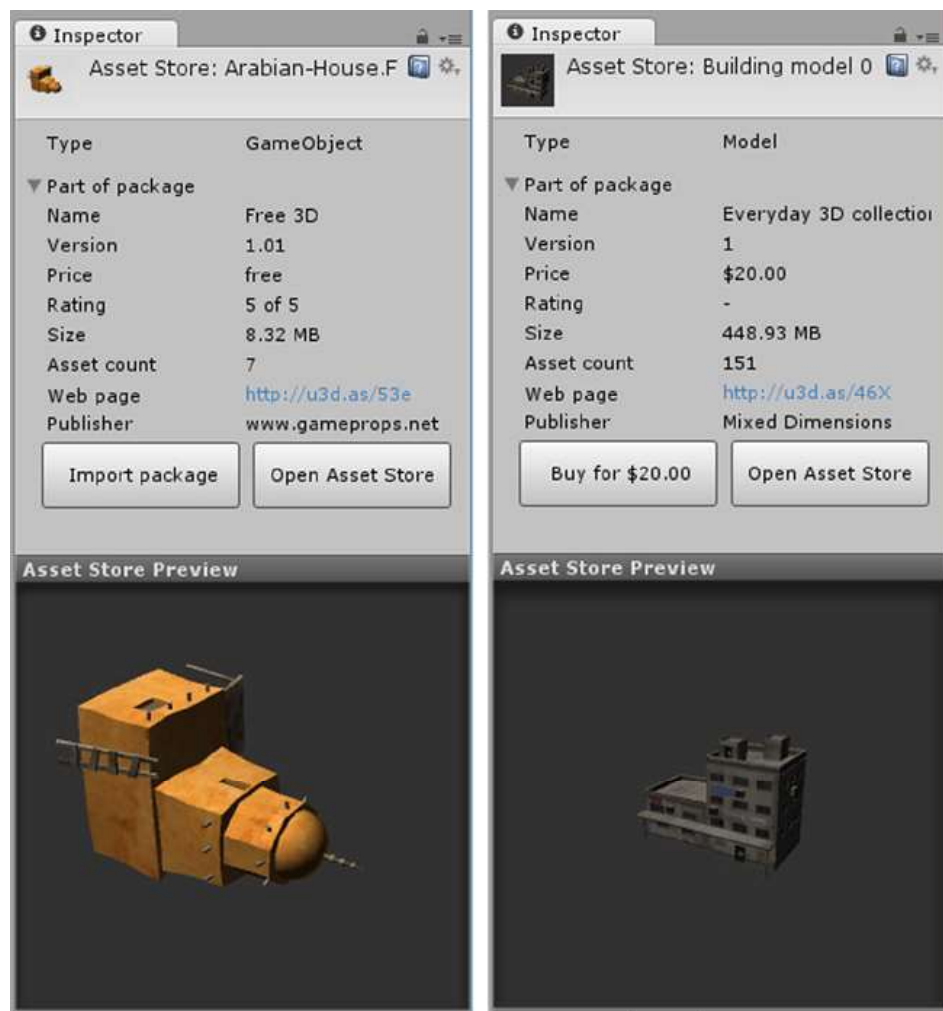 Inspector
Asset Store: Arabian-House.F
Type GameObject
Part of package
Name Free 3D
Version 1.01
Price free
Rating 5 of 5
Size 8.32 MB
Asset count 7
Web page http://u3d.as/53e
Publisher www.gameprops.net
Import package Open Asset Store
Asset Store Preview
Inspector
Asset Store: Building model 0
Type Model
Part of package
Name Everyday 3D collection
Version 1
Price $20.00
Rating -
Size 448.93 MB
Asset count 151
Web page http://u3d.as/46X
Publisher Mixed Dimensions
Buy for $20.00 Open Asset Store
Asset Store Preview